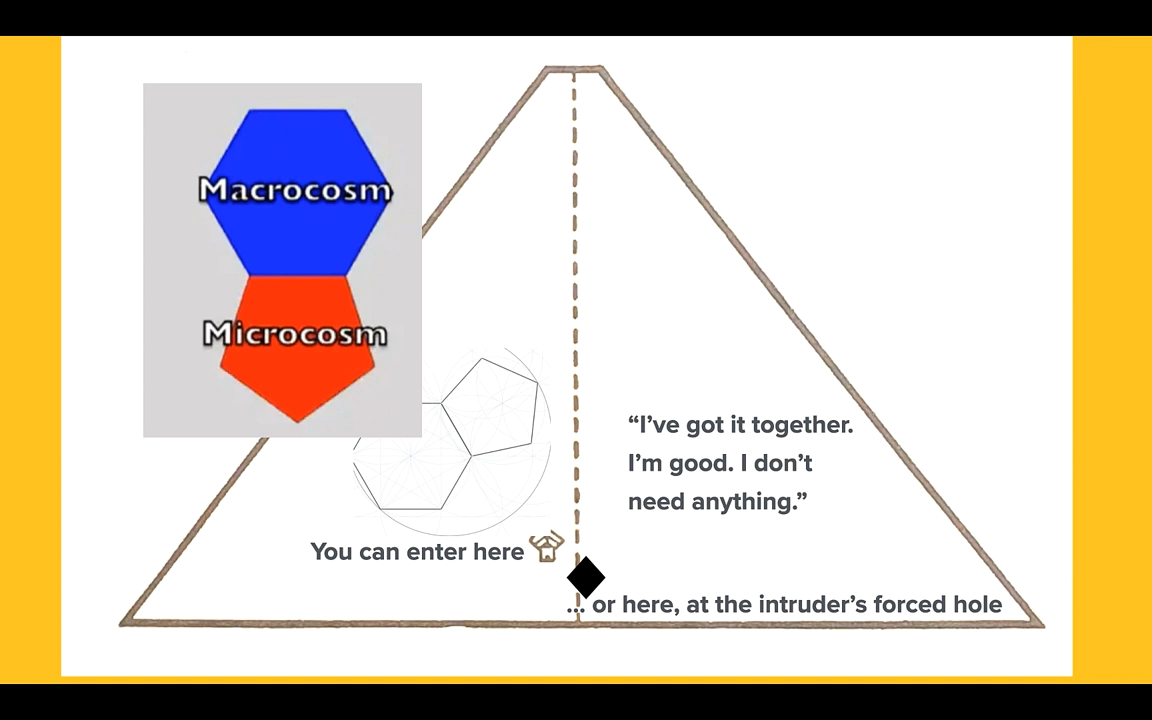 Macrocosm
Microcosm
“I’ve got it together.
I’m good. I don’t
need anything.”
You can enter here
... or here, at the intruder’s forced hole